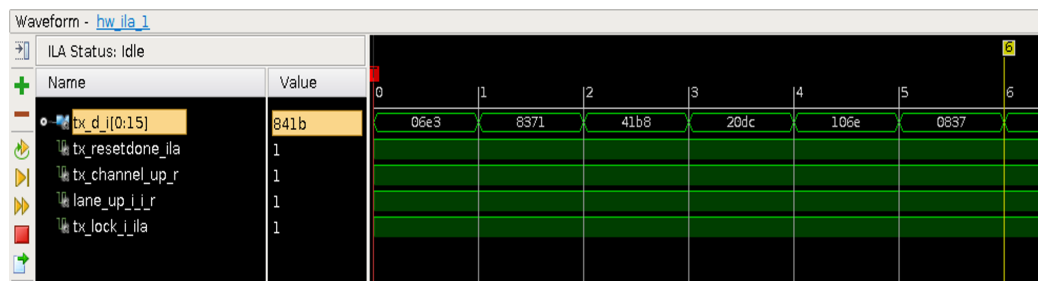 Waveform - hw_ila_1
ILA Status: Idle
6
Name Value
0 1 2 3 4 5 6
tx_d_i[0:15] 841b 06e3 8371 41b8 20dc 106e 0837
tx_resetdone_ila 1
tx_channel_up_r 1
lane_up_i_i_r 1
tx_lock_i_ila 1